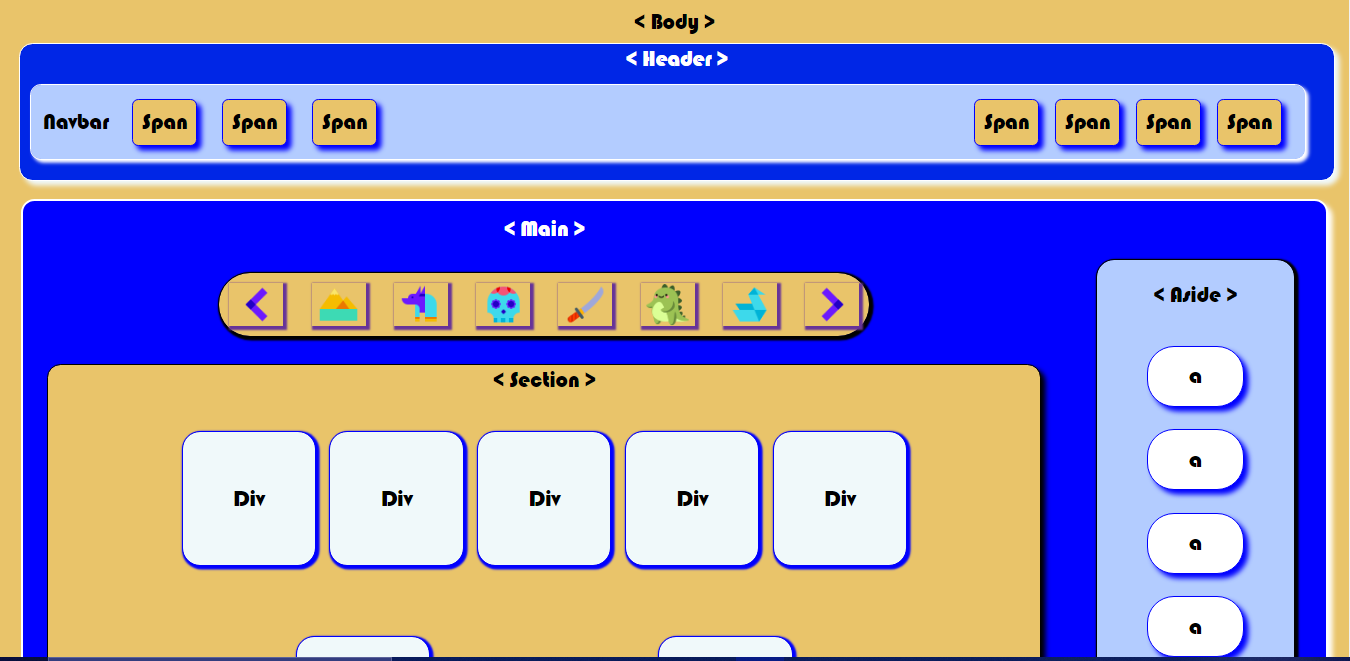 < Body >
< Header >
Navbar Span Span Span Span Span Span Span
< Main >
< Aside >
< Section >
a
a
Div Div Div Div Div
a
a